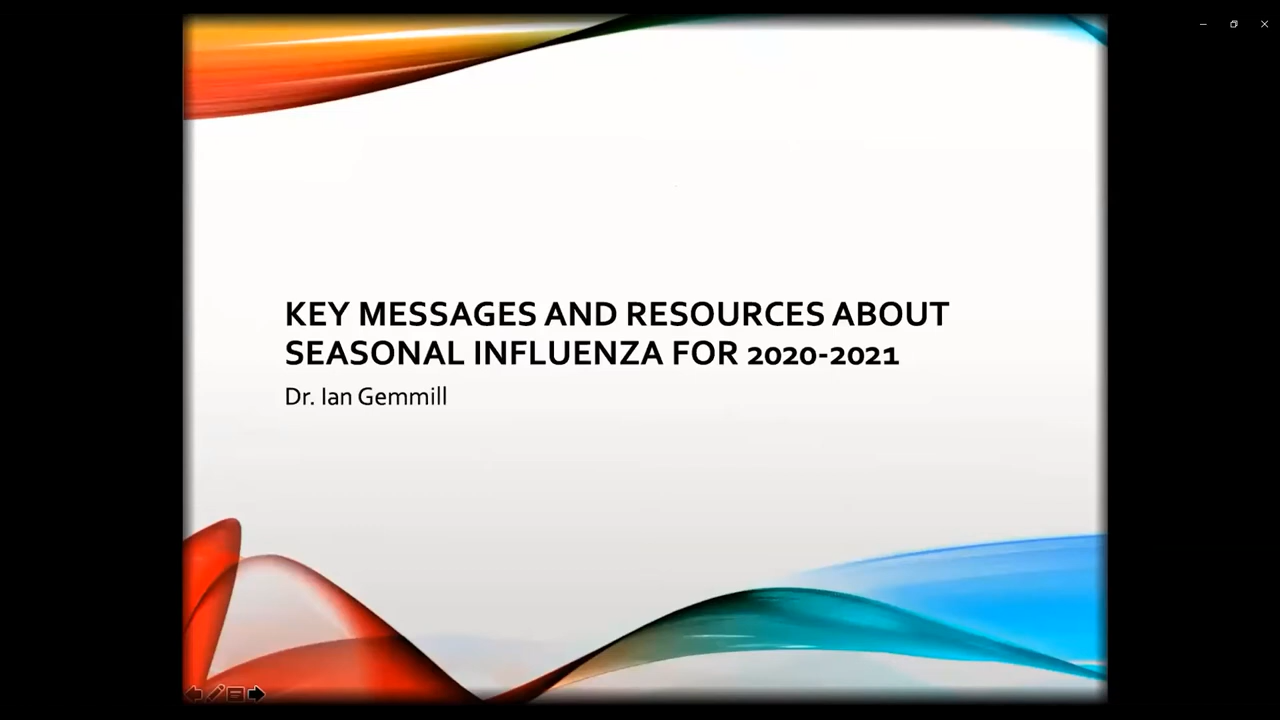 KEY MESSAGES AND RESOURCES ABOUT
SEASONAL INFLUENZA FOR 2020-2021
Dr. Ian Gemmill